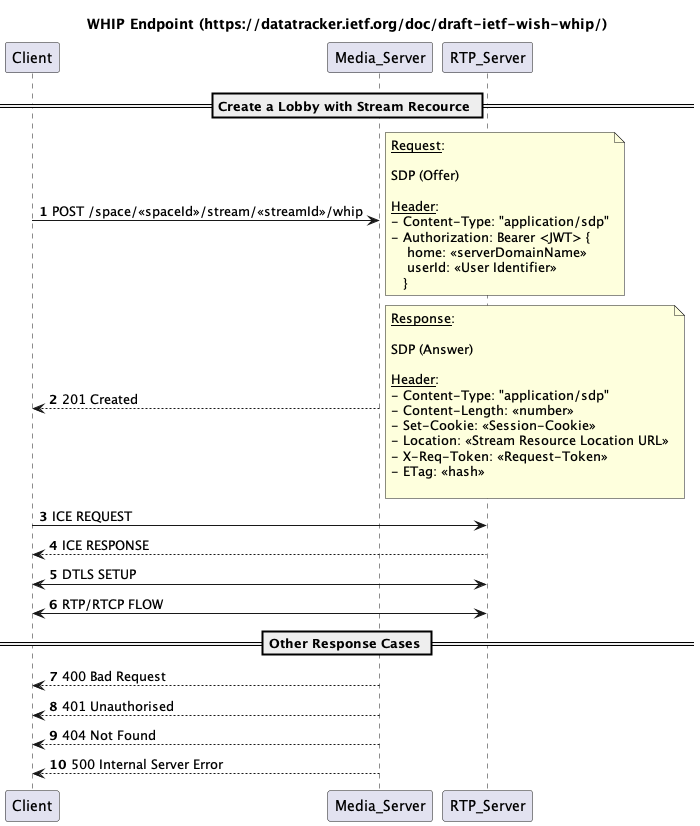 WHIP Endpoint (https://datatracker.ietf.org/doc/draft-ietf-wish-whip/)
Client
Media_Server
RTP_Server
Create a Lobby with Stream Recource
1 POST /space/«spaceId»/stream/«streamId»/whip
Request:
SDP (Offer)
Header:
- Content-Type: "application/sdp"
- Authorization: Bearer <JWT> {
home: «serverDomainName»
userId: «User Identifier»
}
2 201 Created
Response:
SDP (Answer)
Header:
- Content-Type: "application/sdp"
- Content-Length: «number»
- Set-Cookie: «Session-Cookie»
- Location: «Stream Resource Location URL»
- X-Req-Token: «Request-Token»
- ETag: «hash»
3 ICE REQUEST
4 ICE RESPONSE
5 DTLS SETUP
6 RTP/RTCP FLOW
Other Response Cases
7 400 Bad Request
8 401 Unauthorised
9 404 Not Found
10 500 Internal Server Error
Client
Media_Server
RTP_Server